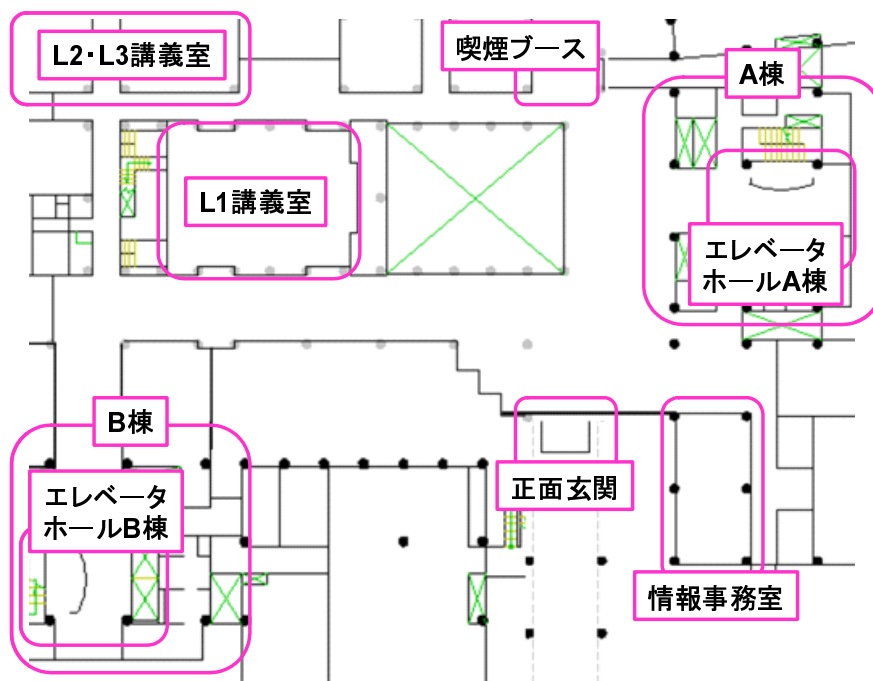 L2・L3講義室
喫煙ブース
A棟
L1講義室
エレベータ
ホールA棟
B棟
エレベータ
ホールB棟
正面玄関
情報事務室